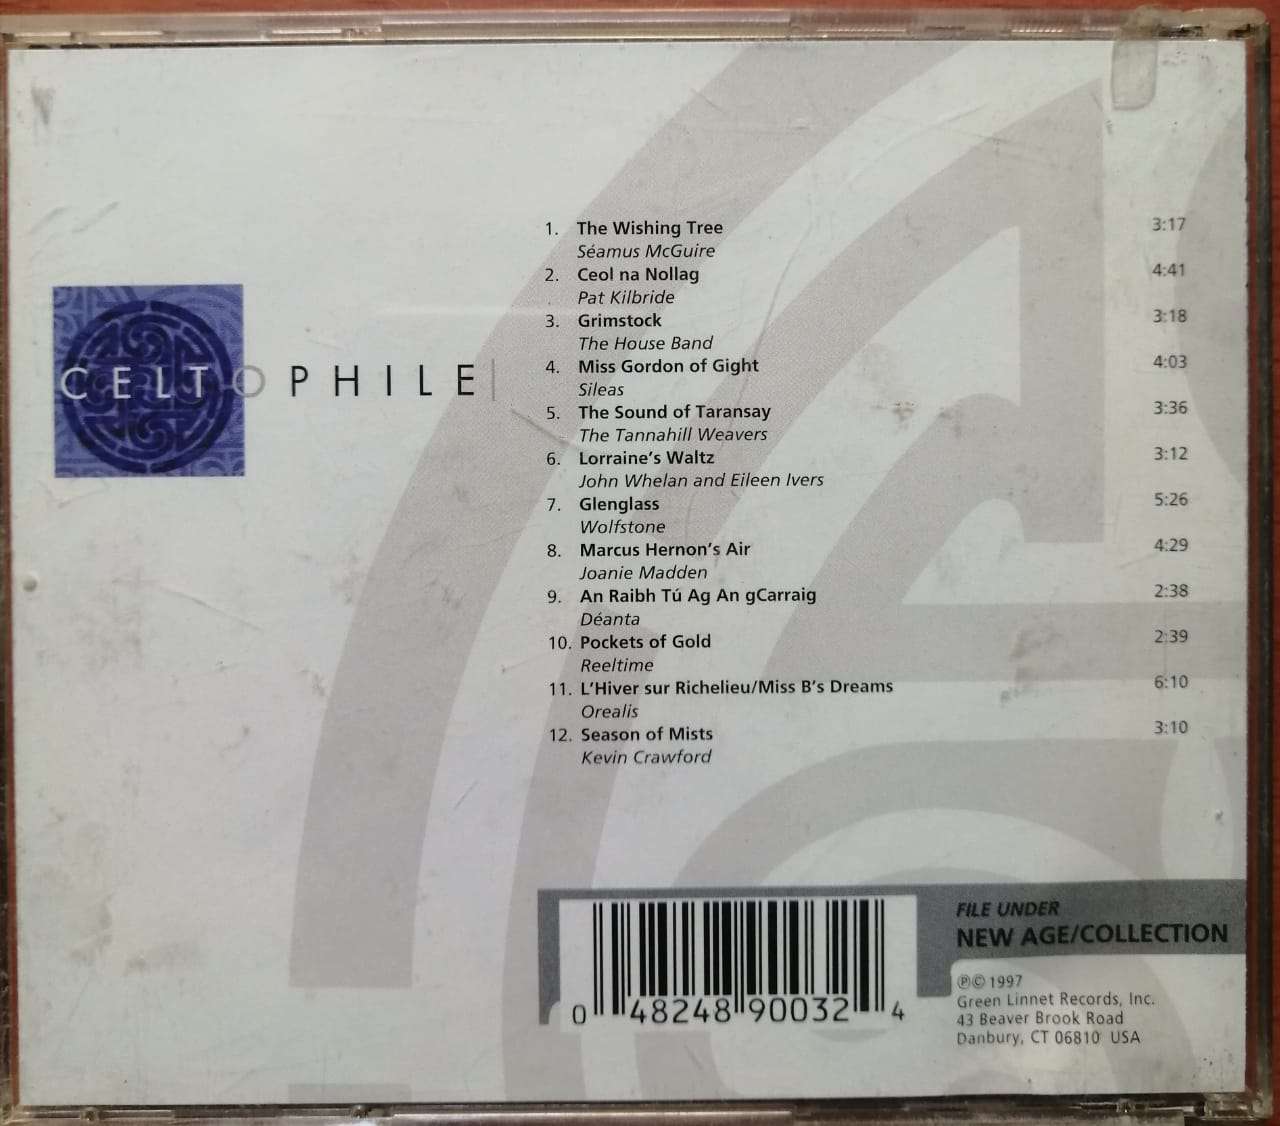 CELTOPHILE
1. The Wishing Tree 3:17
Séamus McGuire
2. Ceol na Nollag 4:41
Pat Kilbride
3. Grimstock 3:18
The House Band
4. Miss Gordon of Gight 4:03
Sileas
5. The Sound of Taransay 3:36
The Tannahill Weavers
6. Lorraine's Waltz 3:12
John Whelan and Eileen Ivers
7. Glenglass 5:26
Wolfstone
8. Marcus Hernon's Air 4:29
Joanie Madden
9. An Raibh Tú Ag An gCarraig 2:38
Déanta
10. Pockets of Gold 2:39
Reeltime
11. L'Hiver sur Richelieu/Miss B's Dreams 6:10
Orealis
12. Season of Mists 3:10
Kevin Crawford
FILE UNDER
NEW AGE/COLLECTION
℗© 1997
Green Linnet Records, Inc.
43 Beaver Brook Road
Danbury, CT 06810 USA
0 48248 90032 4